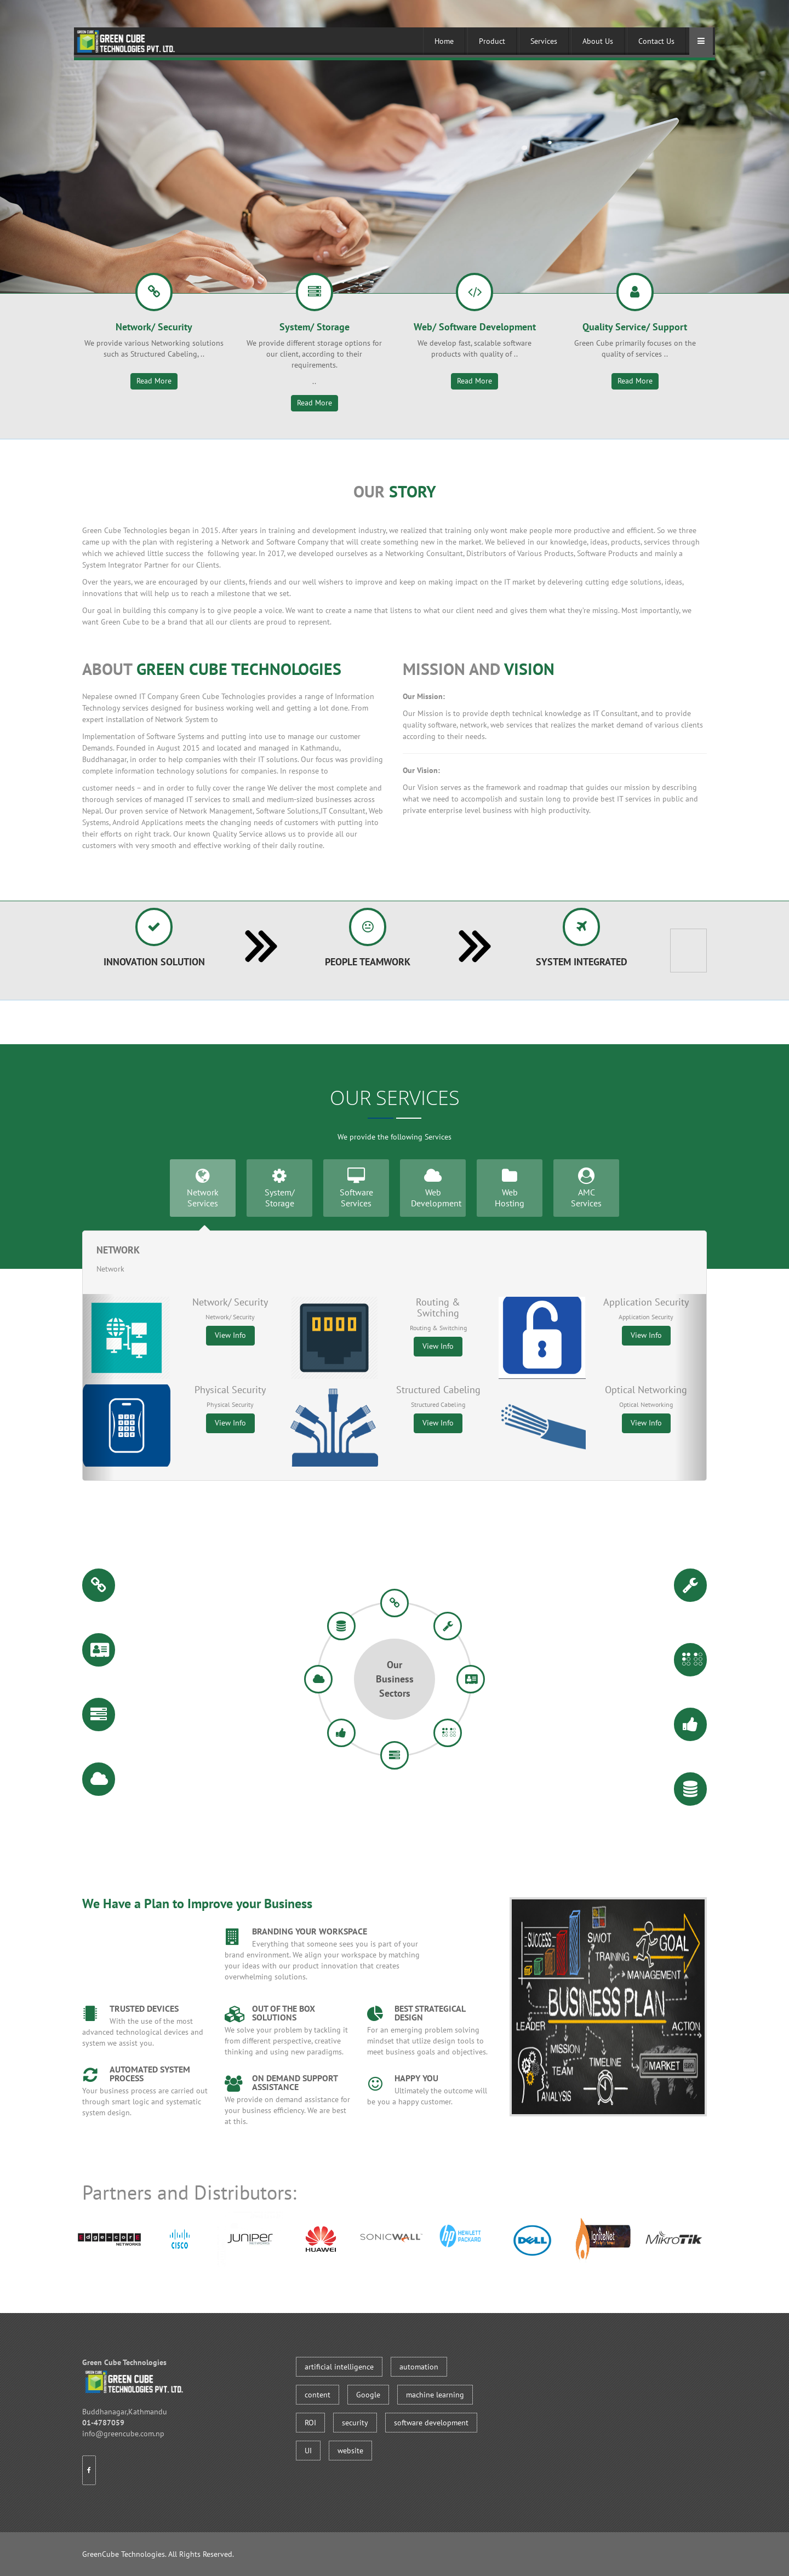 GREEN CUBE
TECHNOLOGIES PVT. LTD.
Home
Product
Services
About Us
Contact Us
Network/ Security
We provide various Networking solutions
such as Structured Cabeling, ..
Read More
System/ Storage
We provide different storage options for
our client, according to their
requirements.
..
Read More
Web/ Software Development
We develop fast, scalable software
products with quality of ..
Read More
Quality Service/ Support
Green Cube primarily focuses on the
quality of services ..
Read More
OUR STORY
Green Cube Technologies began in 2015. After years in training and development industry, we realized that training only wont make people more productive and efficient. So we three
came up with the plan with registering a Network and Software Company that will create something new in the market. We believed in our knowledge, ideas, products, services through
which we achieved little success the following year. In 2017, we developed ourselves as a Networking Consultant, Distributors of Various Products, Software Products and mainly a
System Integrator Partner for our Clients.
Over the years, we are encouraged by our clients, friends and our well wishers to improve and keep on making impact on the IT market by delevering cutting edge solutions, ideas,
innovations that will help us to reach a milestone that we set.
Our goal in building this company is to give people a voice. We want to create a name that listens to what our client need and gives them what they're missing. Most importantly, we
want Green Cube to be a brand that all our clients are proud to represent.
ABOUT GREEN CUBE TECHNOLOGIES
Nepalese owned IT Company Green Cube Technologies provides a range of Information
Technology services designed for business working well and getting a lot done. From
expert installation of Network System to
Implementation of Software Systems and putting into use to manage our customer
Demands. Founded in August 2015 and located and managed in Kathmandu,
Buddhanagar, in order to help companies with their IT solutions. Our focus was providing
complete information technology solutions for companies. In response to
customer needs – and in order to fully cover the range We deliver the most complete and
thorough services of managed IT services to small and medium-sized businesses across
Nepal. Our proven service of Network Management, Software Solutions,IT Consultant, Web
Systems, Android Applications meets the changing needs of customers with putting into
their efforts on right track. Our known Quality Service allows us to provide all our
customers with very smooth and effective working of their daily routine.
MISSION AND VISION
Our Mission:
Our Mission is to provide depth technical knowledge as IT Consultant, and to provide
quality software, network, web services that realizes the market demand of various clients
according to their needs.
Our Vision:
Our Vision serves as the framework and roadmap that guides our mission by describing
what we need to accompolish and sustain long to provide best IT services in public and
private enterprise level business with high productivity.
INNOVATION SOLUTION
PEOPLE TEAMWORK
SYSTEM INTEGRATED
OUR SERVICES
We provide the following Services
Network
Services
System/
Storage
Software
Services
Web
Development
Web
Hosting
AMC
Services
NETWORK
Network
Network/ Security
Network/ Security
View Info
Routing &
Switching
Routing & Switching
View Info
Application Security
Application Security
View Info
Physical Security
Physical Security
View Info
Structured Cabeling
Structured Cabeling
View Info
Optical Networking
Optical Networking
View Info
Our
Business
Sectors
We Have a Plan to Improve your Business
BRANDING YOUR WORKSPACE
Everything that someone sees you is part of your
brand environment. We align your workspace by matching
your ideas with our product innovation that creates
overwhelming solutions.
TRUSTED DEVICES
With the use of the most
advanced technological devices and
system we assist you.
OUT OF THE BOX
SOLUTIONS
We solve your problem by tackling it
from different perspective, creative
thinking and using new paradigms.
BEST STRATEGICAL
DESIGN
For an emerging problem solving
mindset that utlize design tools to
meet business goals and objectives.
AUTOMATED SYSTEM
PROCESS
Your business process are carried out
through smart logic and systematic
system design.
ON DEMAND SUPPORT
ASSISTANCE
We provide on demand assistance for
your business efficiency. We are best
at this.
HAPPY YOU
Ultimately the outcome will
be you a happy customer.
SUCCESS
SWOT
GOAL
TRAINING
MANAGEMENT
BUSINESS PLAN
LEADER
ACTION
MISSION
TIMELINE
TEAM
MARKET
ANALYSIS
Partners and Distributors:
Edge-corE
NETWORKS
CISCO
JUNIPER
NETWORKS
HUAWEI
SONICWALL
hp HEWLETT
PACKARD
DELL
IgniteNet
MikroTik
Green Cube Technologies
GREEN CUBE
TECHNOLOGIES PVT. LTD.
Buddhanagar,Kathmandu
01-4787059
info@greencube.com.np
artificial intelligence
automation
content
Google
machine learning
ROI
security
software development
UI
website
GreenCube Technologies. All Rights Reserved.